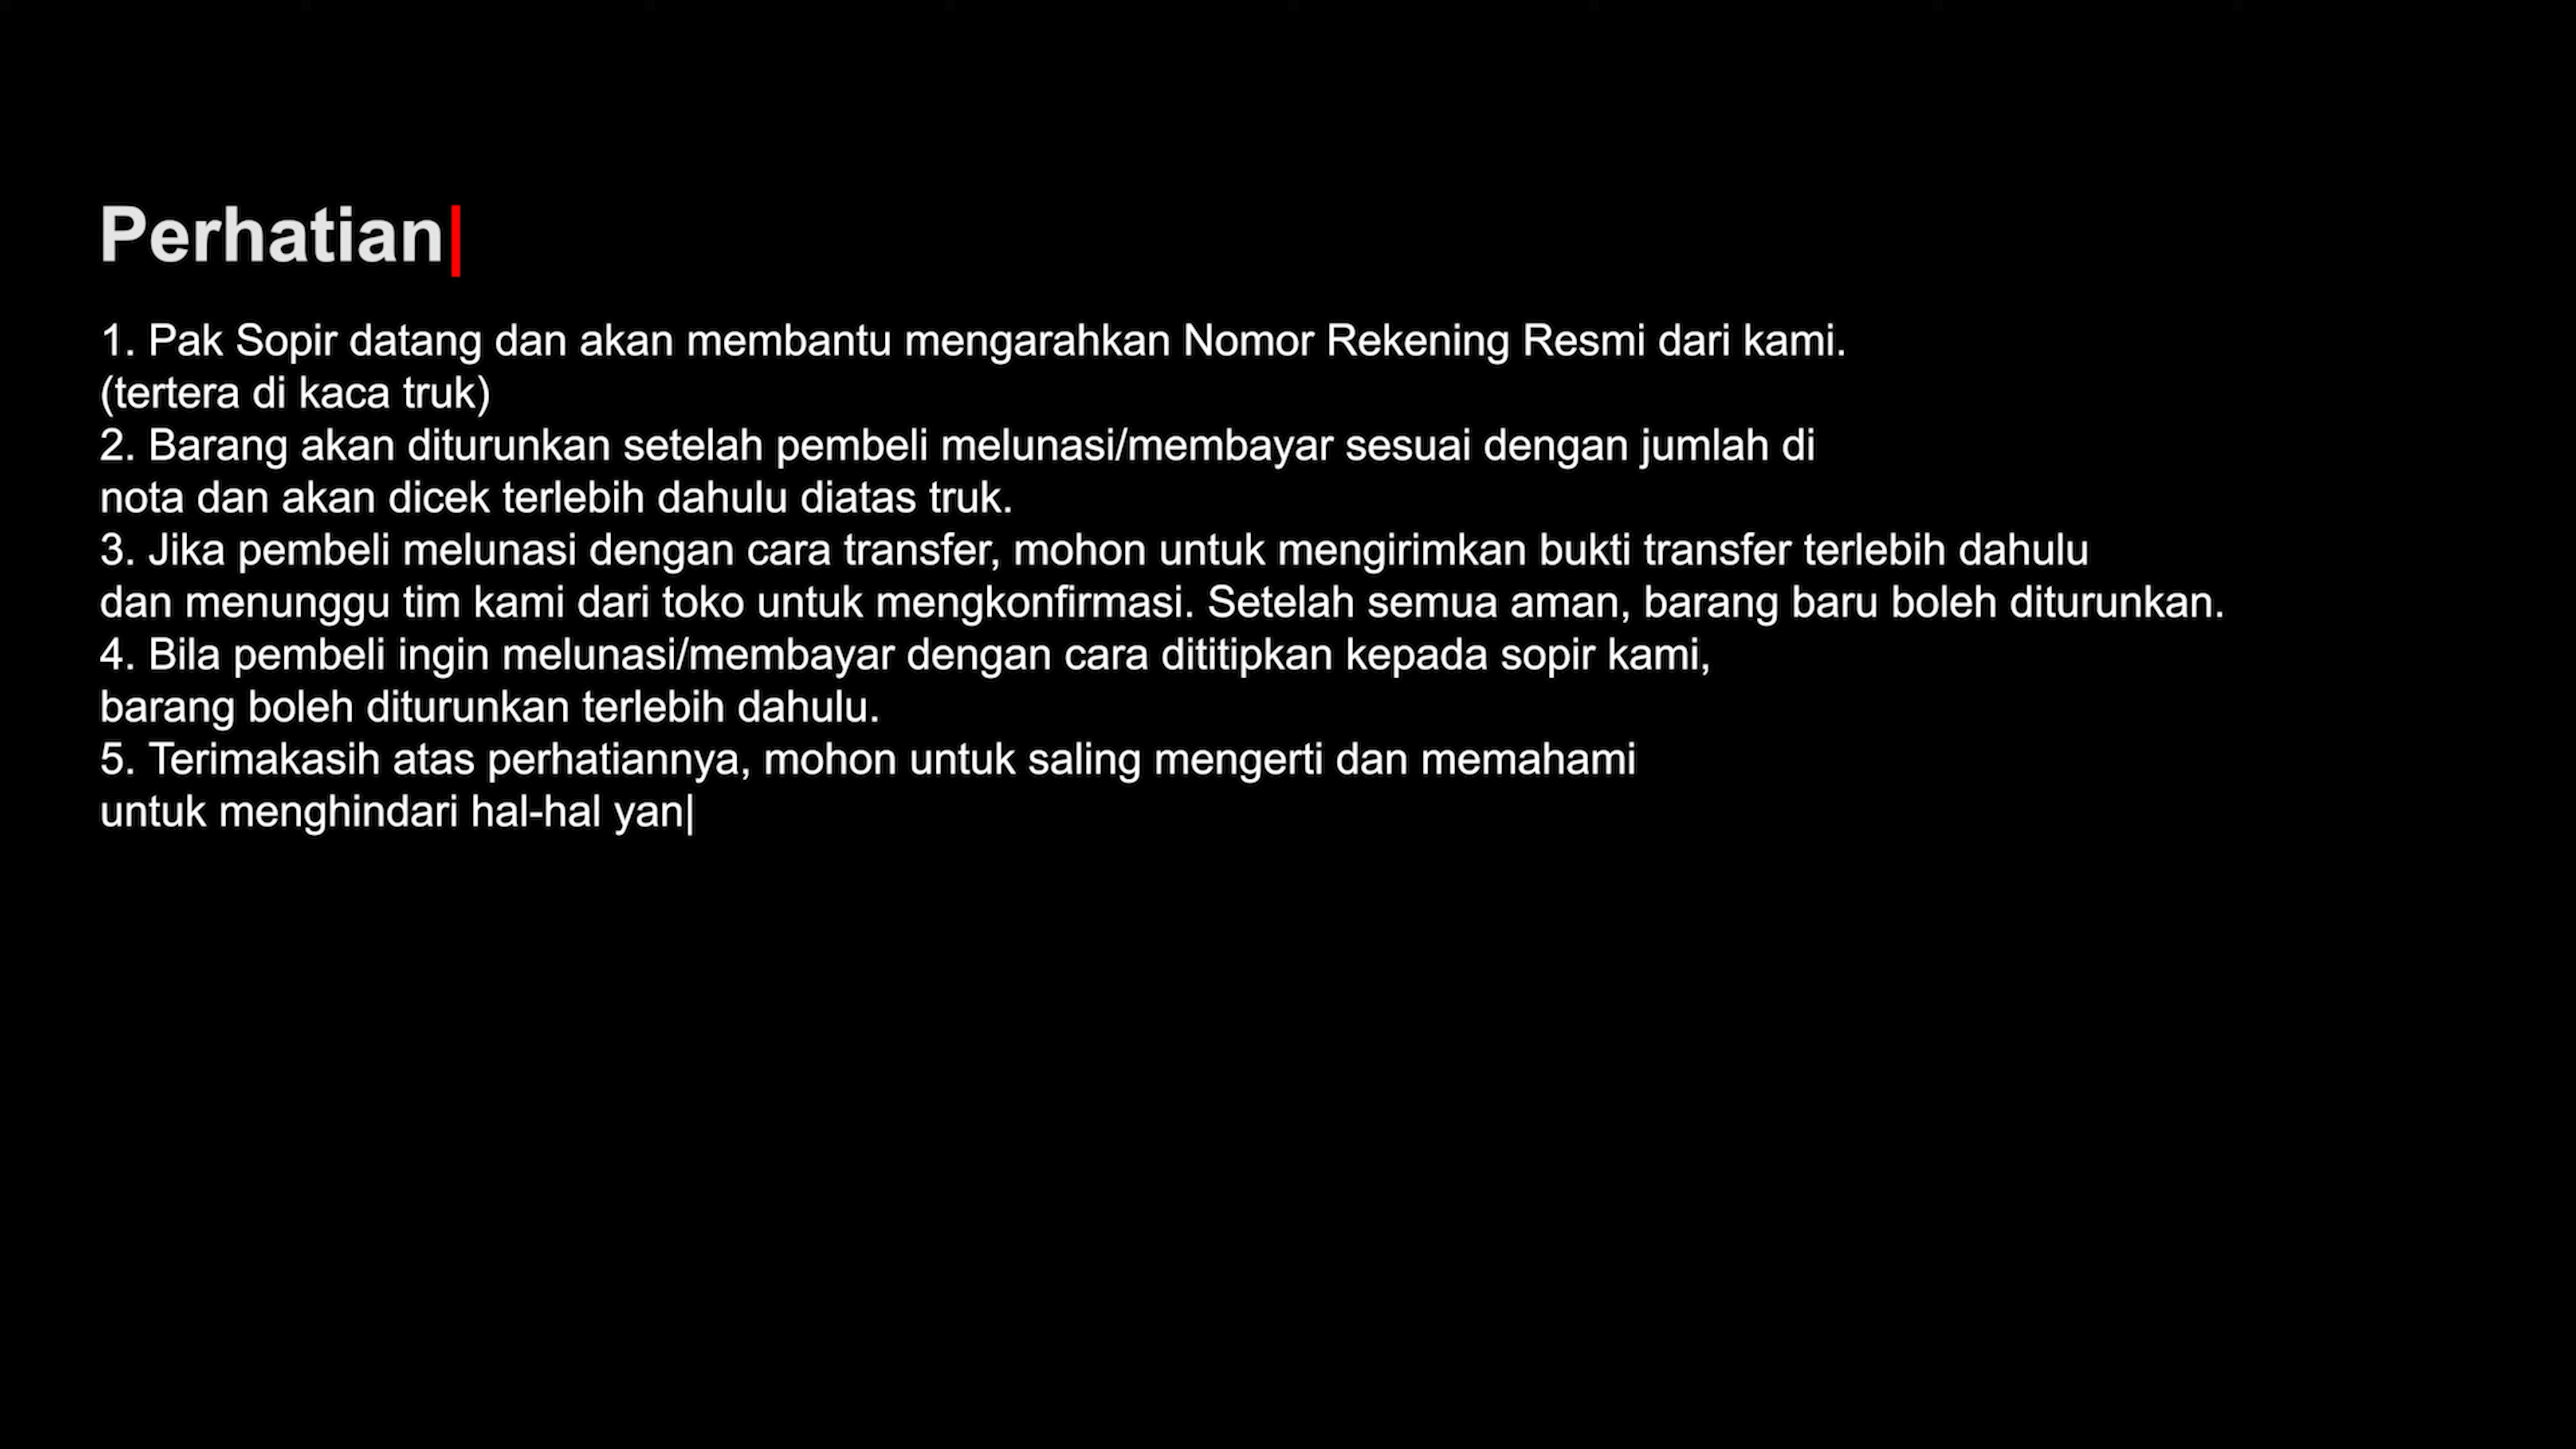 Perhatian|
1. Pak Sopir datang dan akan membantu mengarahkan Nomor Rekening Resmi dari kami.
(tertera di kaca truk)
2. Barang akan diturunkan setelah pembeli melunasi/membayar sesuai dengan jumlah di
nota dan akan dicek terlebih dahulu diatas truk.
3. Jika pembeli melunasi dengan cara transfer, mohon untuk mengirimkan bukti transfer terlebih dahulu
dan menunggu tim kami dari toko untuk mengkonfirmasi. Setelah semua aman, barang baru boleh diturunkan.
4. Bila pembeli ingin melunasi/membayar dengan cara dititipkan kepada sopir kami,
barang boleh diturunkan terlebih dahulu.
5. Terimakasih atas perhatiannya, mohon untuk saling mengerti dan memahami
untuk menghindari hal-hal yan|